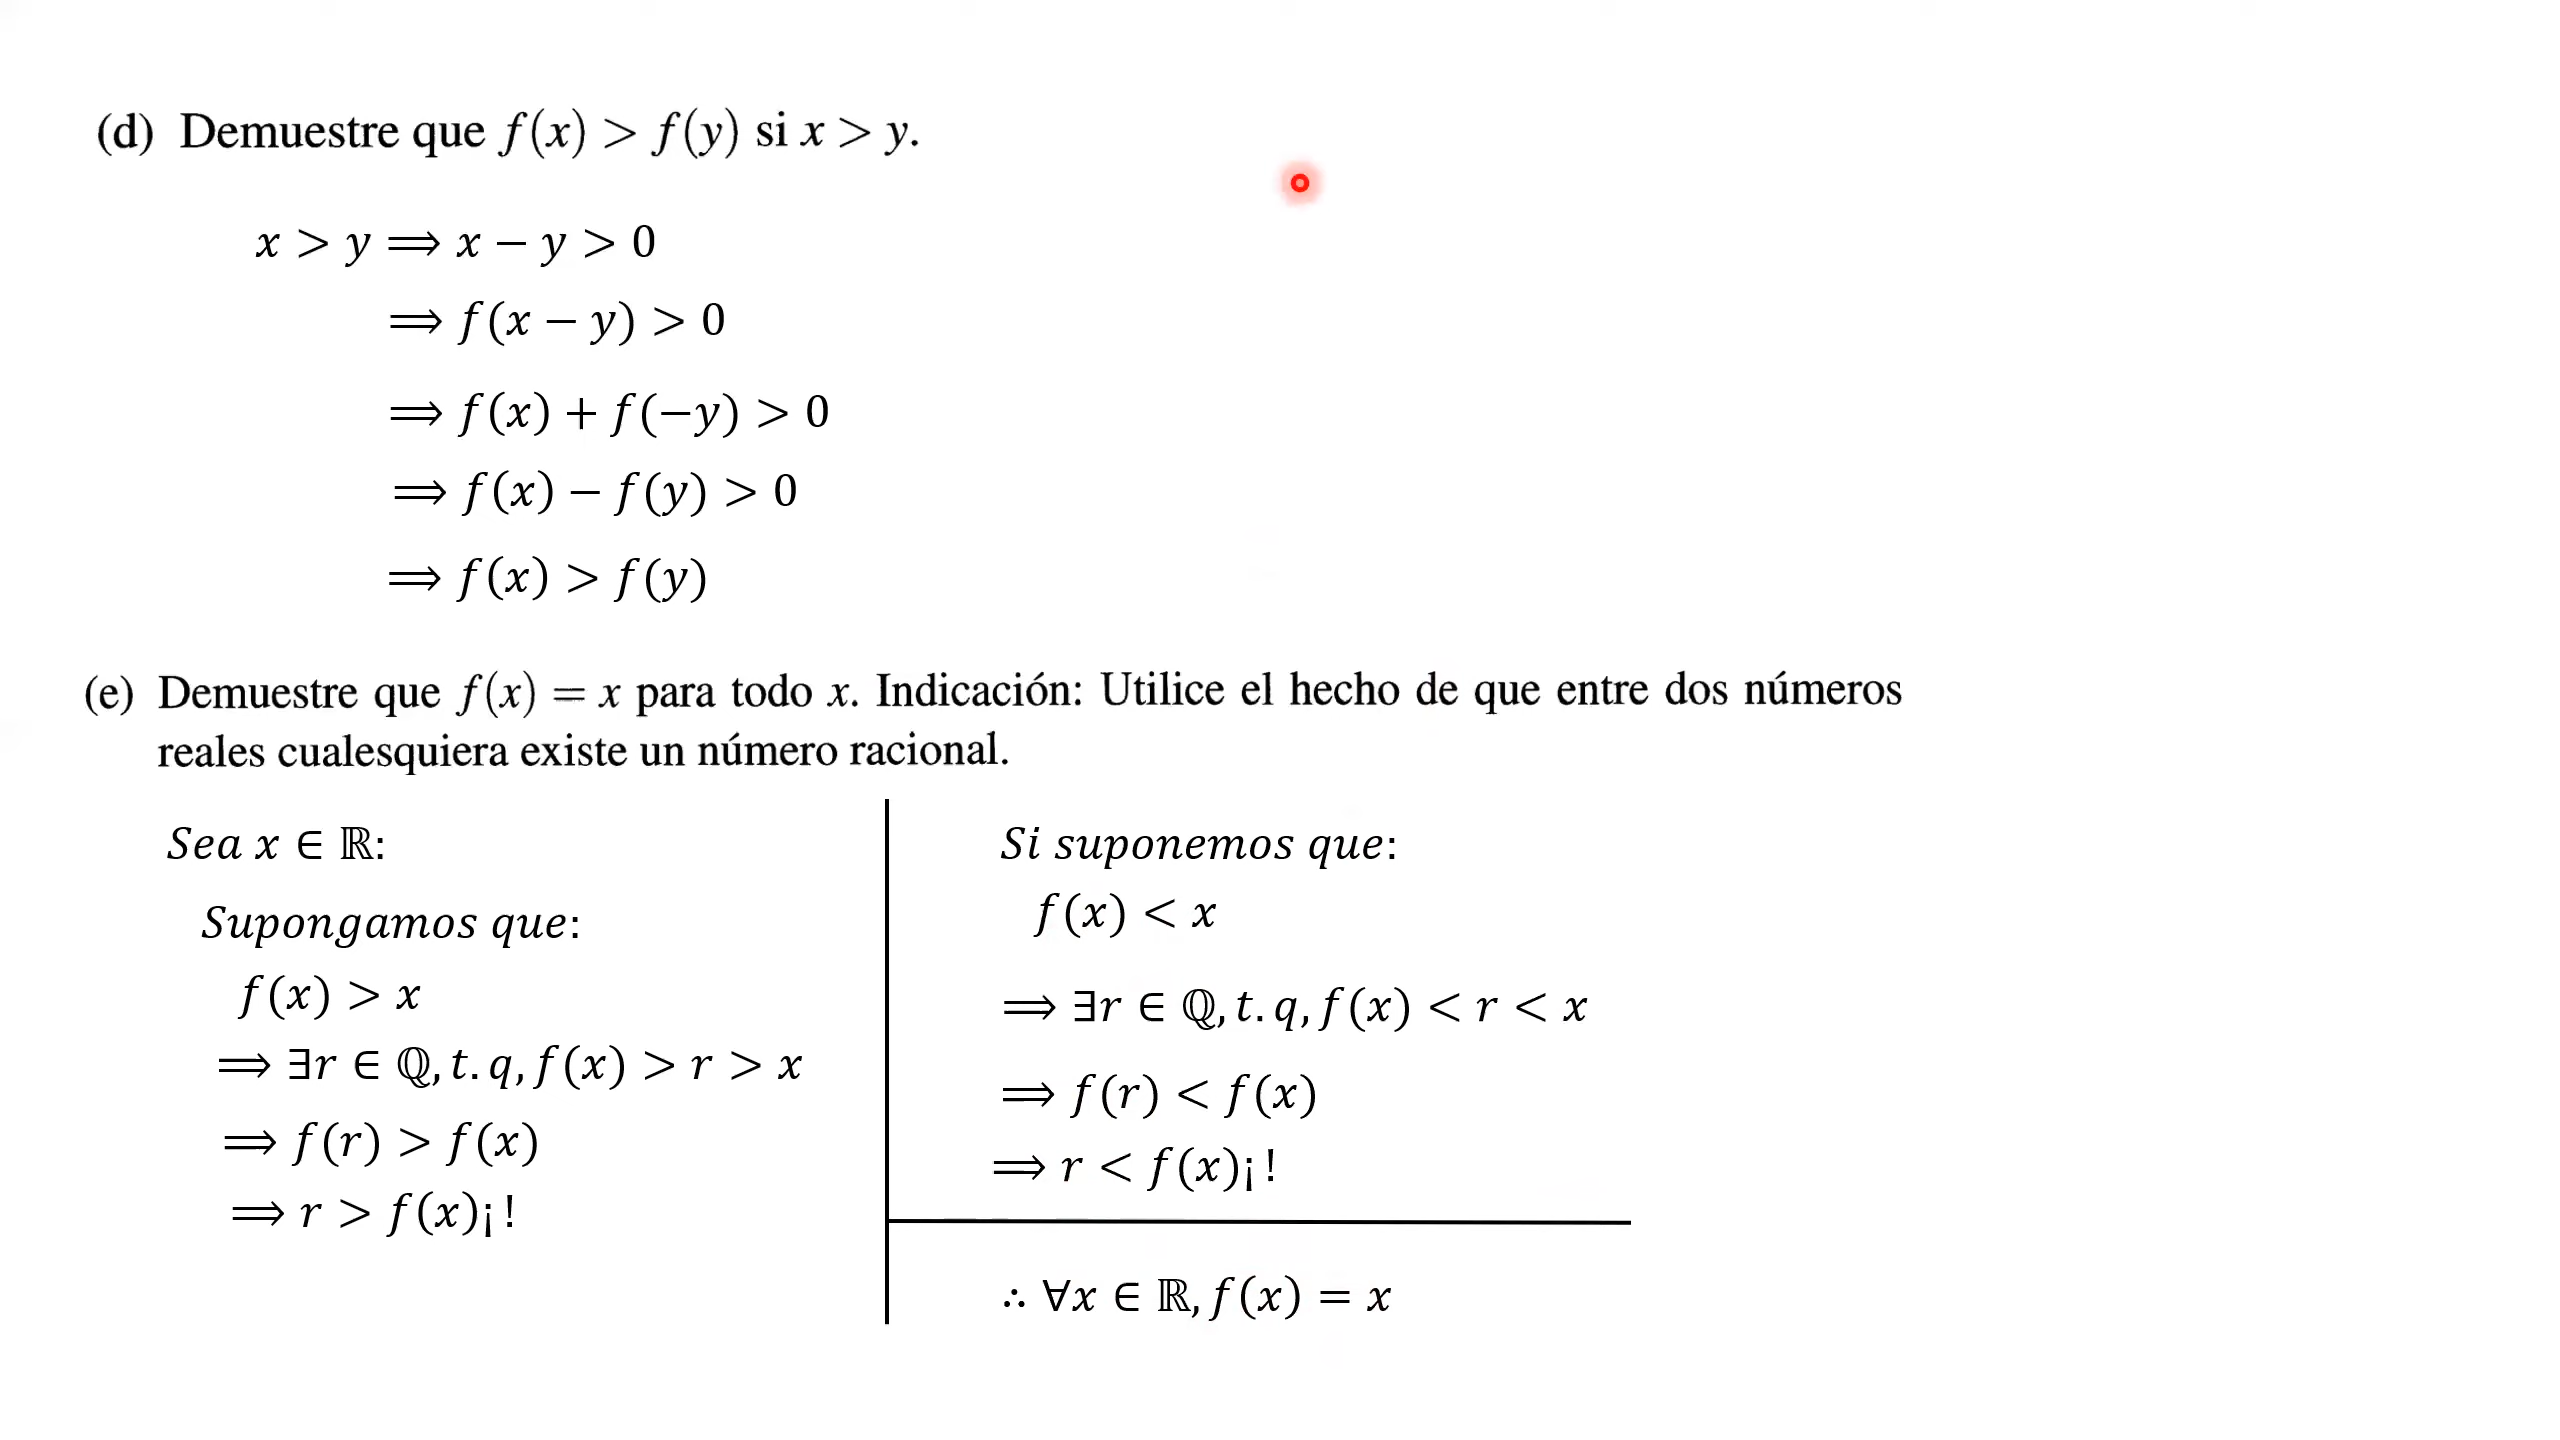 (d) Demuestre que f(x) > f(y) si x > y.
x > y ⟹ x − y > 0
⟹ f(x − y) > 0
⟹ f(x) + f(−y) > 0
⟹ f(x) − f(y) > 0
⟹ f(x) > f(y)
(e) Demuestre que f(x) = x para todo x. Indicación: Utilice el hecho de que entre dos números
reales cualesquiera existe un número racional.
Sea x ∈ ℝ:
Supongamos que:
f(x) > x
⟹ ∃r ∈ ℚ, t. q, f(x) > r > x
⟹ f(r) > f(x)
⟹ r > f(x)¡!
Si suponemos que:
f(x) < x
⟹ ∃r ∈ ℚ, t. q, f(x) < r < x
⟹ f(r) < f(x)
⟹ r < f(x)¡!
∴ ∀x ∈ ℝ, f(x) = x